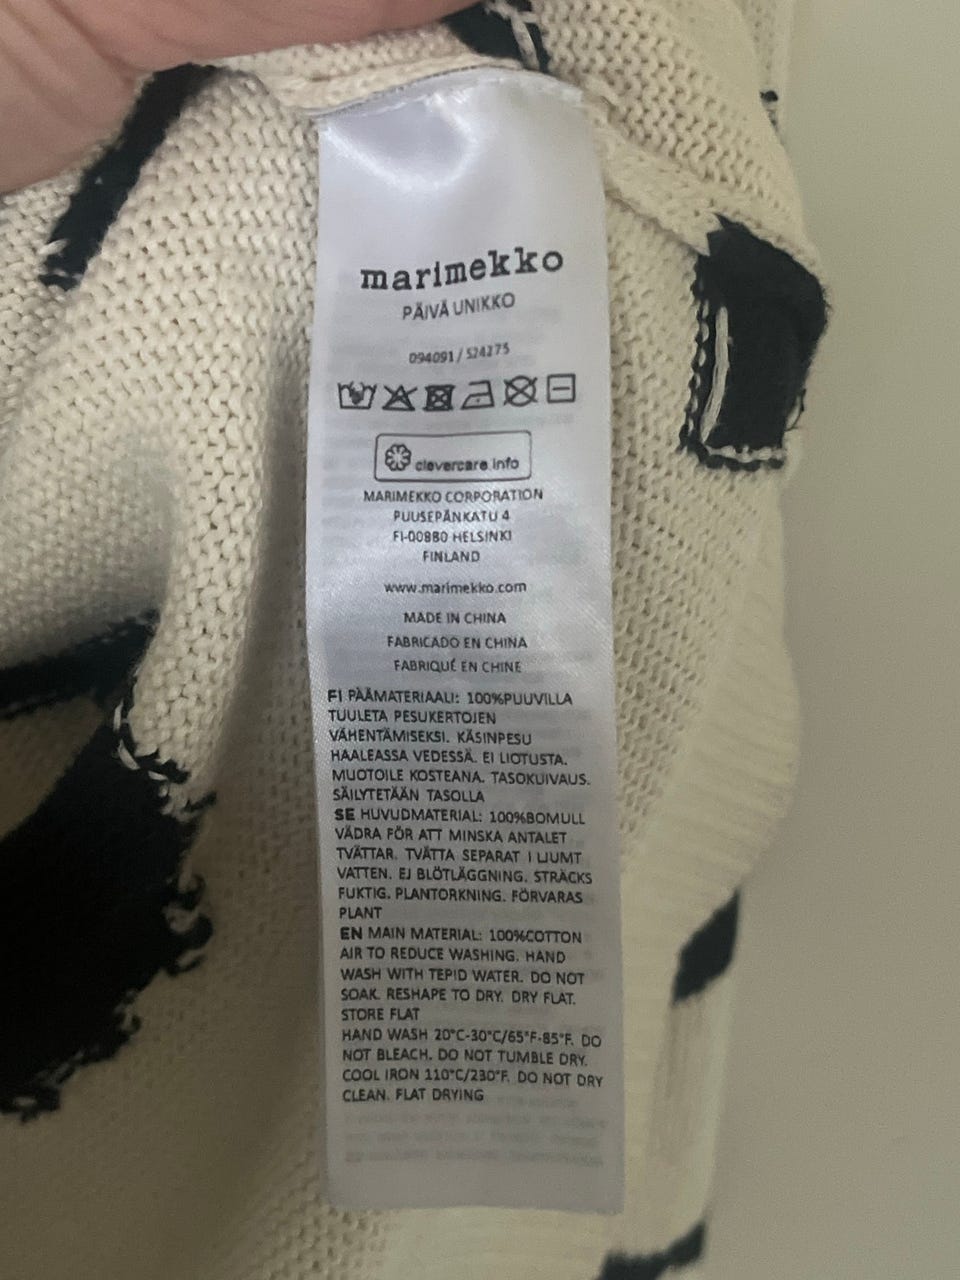 marimekko
PÄIVÄ UNIKKO
094091 / 524275
clevercare.info
MARIMEKKO CORPORATION
PUUSEPÄNKATU 4
FI-00880 HELSINKI
FINLAND
www.marimekko.com
MADE IN CHINA
FABRICADO EN CHINA
FABRIQUÉ EN CHINE
FI PÄÄMATERIAALI: 100%PUUVILLA
TUULETA PESUKERTOJEN
VÄHENTÄMISEKSI. KÄSINPESU
HAALEASSA VEDESSÄ. EI LIOTUSTA.
MUOTOILE KOSTEANA. TASOKUIVAUS.
SÄILYTETÄÄN TASOLLA
SE HUVUDMATERIAL: 100%BOMULL
VÄDRA FÖR ATT MINSKA ANTALET
TVÄTTAR. TVÄTTA SEPARAT I LJUMT
VATTEN. EJ BLÖTLÄGGNING. STRÄCKS
FUKTIG. PLANTORKNING. FÖRVARAS
PLANT
EN MAIN MATERIAL: 100%COTTON
AIR TO REDUCE WASHING. HAND
WASH WITH TEPID WATER. DO NOT
SOAK. RESHAPE TO DRY. DRY FLAT.
STORE FLAT
HAND WASH 20°C-30°C/65°F-85°F. DO
NOT BLEACH. DO NOT TUMBLE DRY.
COOL IRON 110°C/230°F. DO NOT DRY
CLEAN. FLAT DRYING